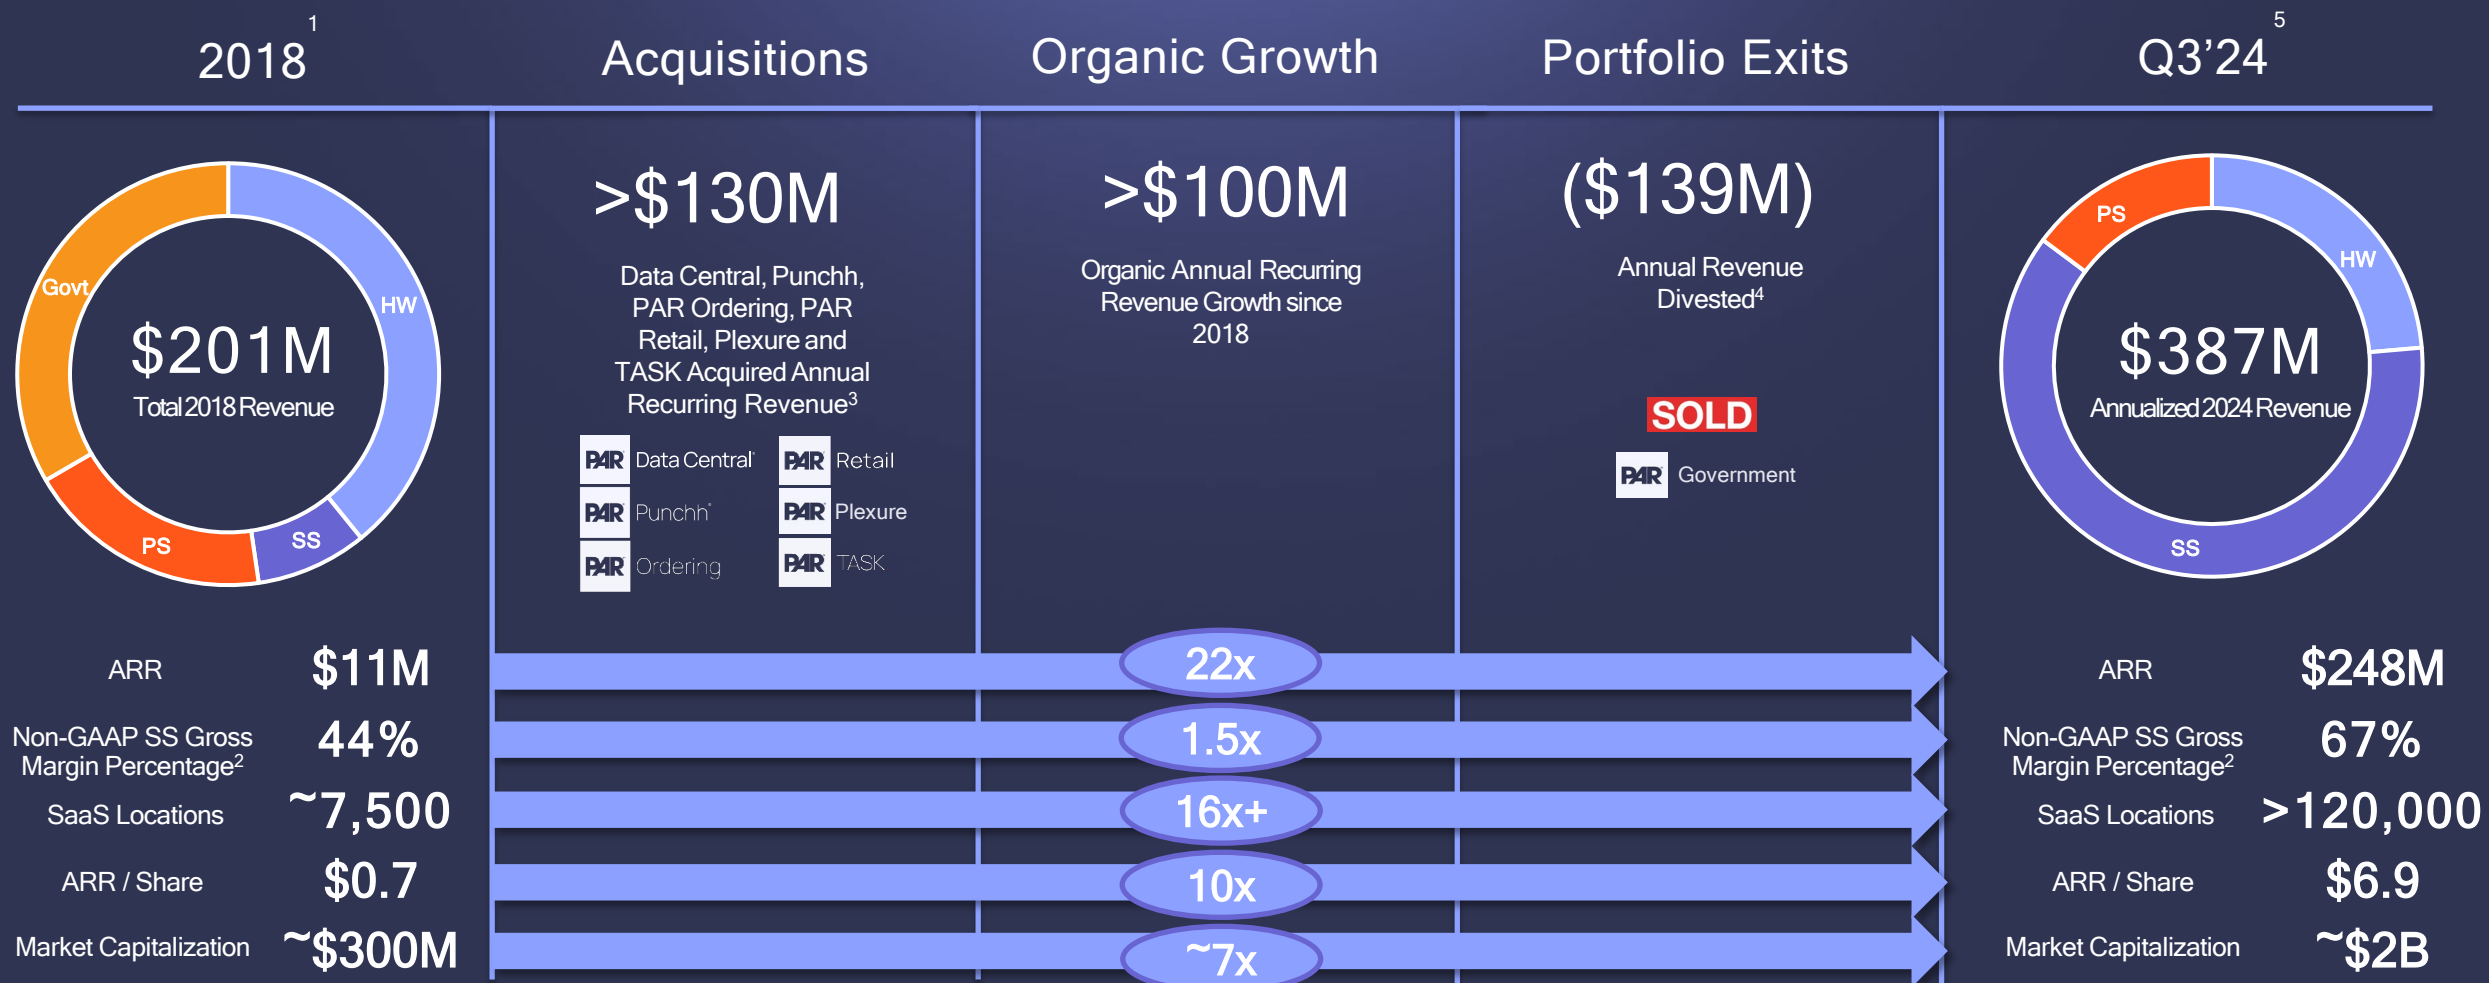 2018
1
Acquisitions
Organic Growth
Portfolio Exits
Q3’24
5
Govt
HW
SS
PS
$201M
Total 2018 Revenue
>$130M
Data Central, Punchh,
PAR Ordering, PAR
Retail, Plexure and
TASK Acquired Annual
Recurring Revenue3
PAR Data Central
PAR Retail
PAR Punchh
PAR Plexure
PAR Ordering
PAR TASK
>$100M
Organic Annual Recurring
Revenue Growth since
2018
($139M)
Annual Revenue
Divested4
SOLD
PAR Government
PS
HW
SS
$387M
Annualized 2024 Revenue
ARR $11M 22x ARR $248M
Non-GAAP SS Gross
Margin Percentage2
44% 1.5x
Non-GAAP SS Gross
Margin Percentage2
67%
SaaS Locations ~7,500 16x+ SaaS Locations >120,000
ARR / Share $0.7 10x ARR / Share $6.9
Market Capitalization ~$300M ~7x Market Capitalization ~$2B